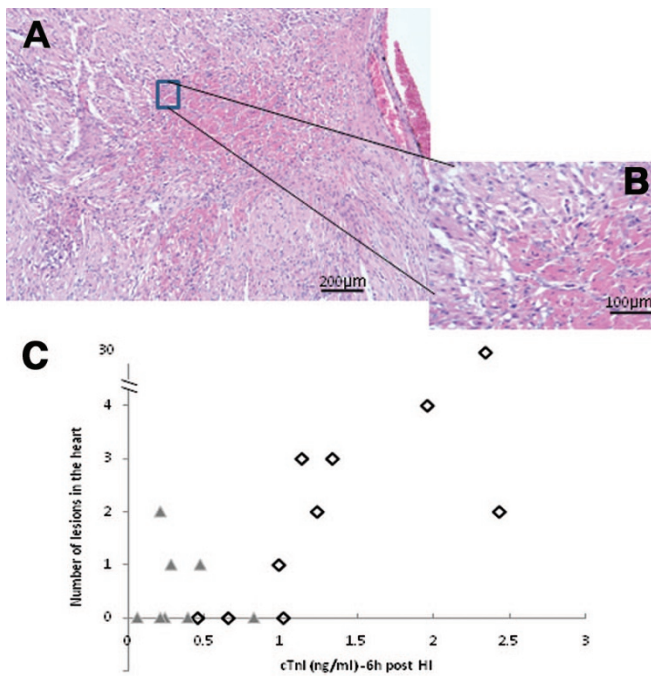 A
200µm
B
100µm
C
Number of lesions in the heart
30
4
3
2
1
0
0
0.5
1
1.5
2
2.5
3
cTnI (ng/ml) -6h post HI